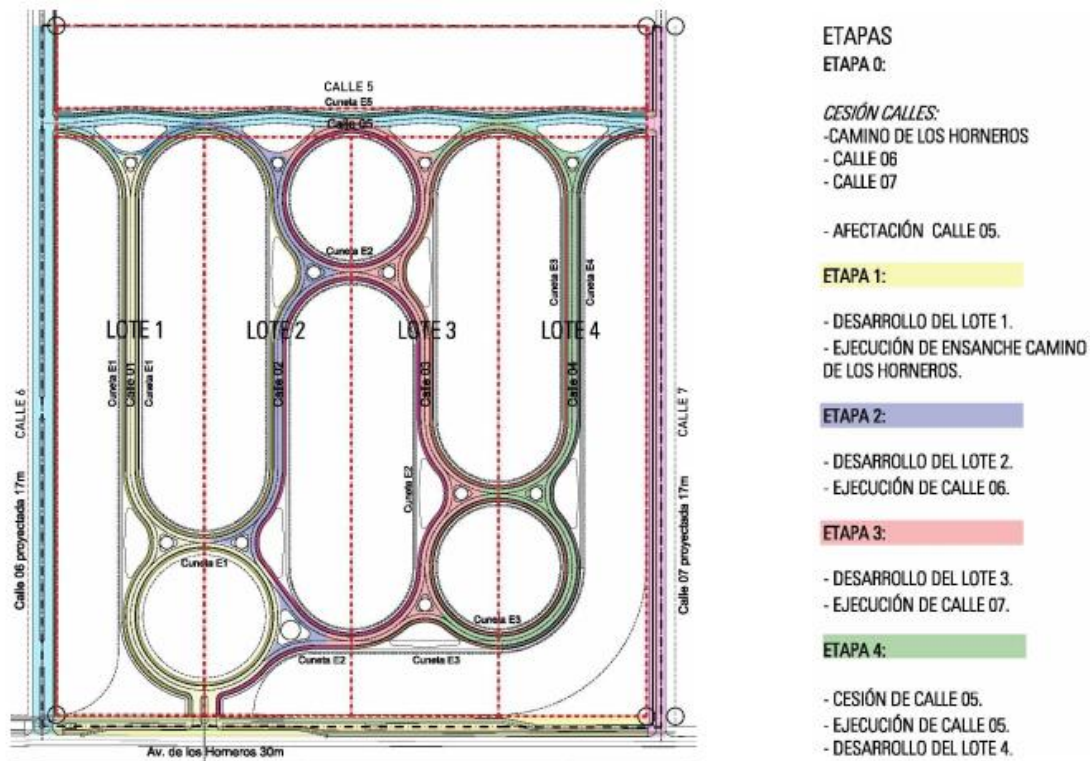 CALLE 5
Cuneta E5
Calle 05
Cuneta E2
Cuneta E3
Cuneta E4
LOTE 1
LOTE 2
LOTE 3
LOTE 4
Cuneta E1
Calle 01
Cuneta E1
Calle 02
Calle 03
Calle 04
CALLE 6
CALLE 7
Cuneta E2
Calle 06 proyectada 17m
Calle 07 proyectada 17m
Cuneta E1
Cuneta E3
Cuneta E2
Cuneta E3
Av. de los Horneros 30m
ETAPAS
ETAPA 0:
CESIÓN CALLES:
-CAMINO DE LOS HORNEROS
- CALLE 06
- CALLE 07
- AFECTACIÓN CALLE 05.
ETAPA 1:
- DESARROLLO DEL LOTE 1.
- EJECUCIÓN DE ENSANCHE CAMINO
DE LOS HORNEROS.
ETAPA 2:
- DESARROLLO DEL LOTE 2.
- EJECUCIÓN DE CALLE 06.
ETAPA 3:
- DESARROLLO DEL LOTE 3.
- EJECUCIÓN DE CALLE 07.
ETAPA 4:
- CESIÓN DE CALLE 05.
- EJECUCIÓN DE CALLE 05.
- DESARROLLO DEL LOTE 4.